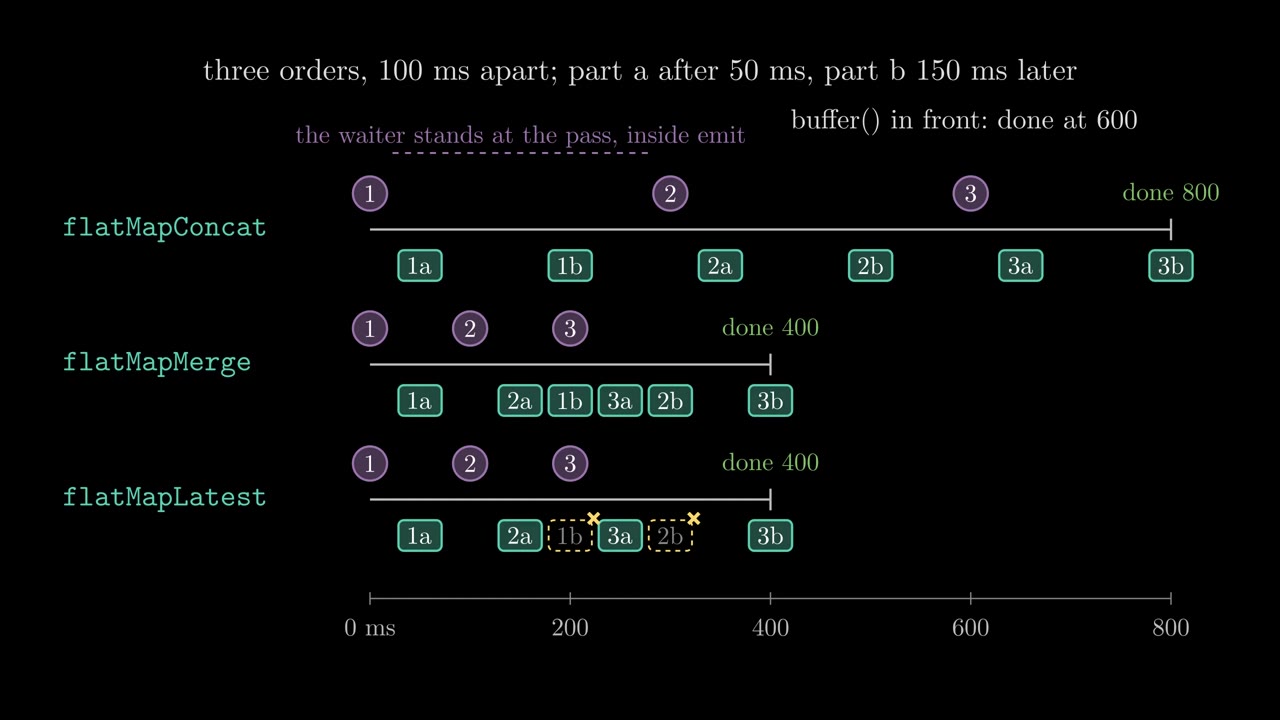 three orders, 100 ms apart; part a after 50 ms, part b 150 ms later
buffer() in front: done at 600
the waiter stands at the pass, inside emit
1 2 3 done 800
flatMapConcat
1a 1b 2a 2b 3a 3b
1 2 3 done 400
flatMapMerge
1a 2a 1b 3a 2b 3b
1 2 3 done 400
flatMapLatest
1a 2a 1b 3a 2b 3b
0 ms 200 400 600 800